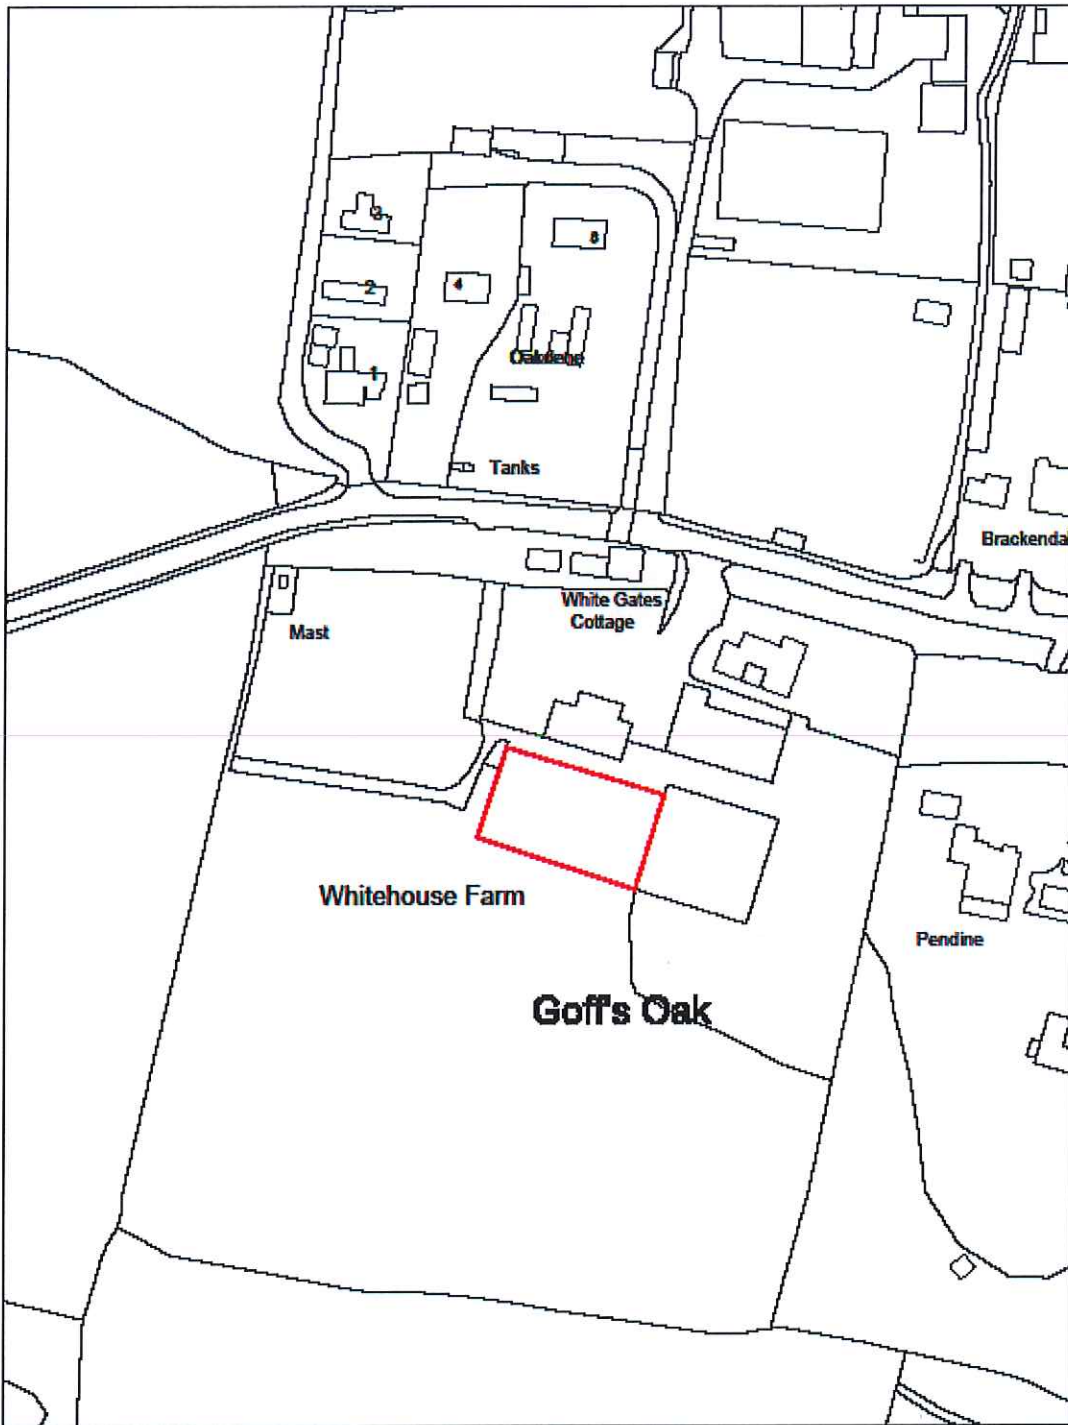 3
8
2
4
1
Tanks
Brackenda
White Gates
Cottage
Mast
Whitehouse Farm
Pendine
Goff's Oak